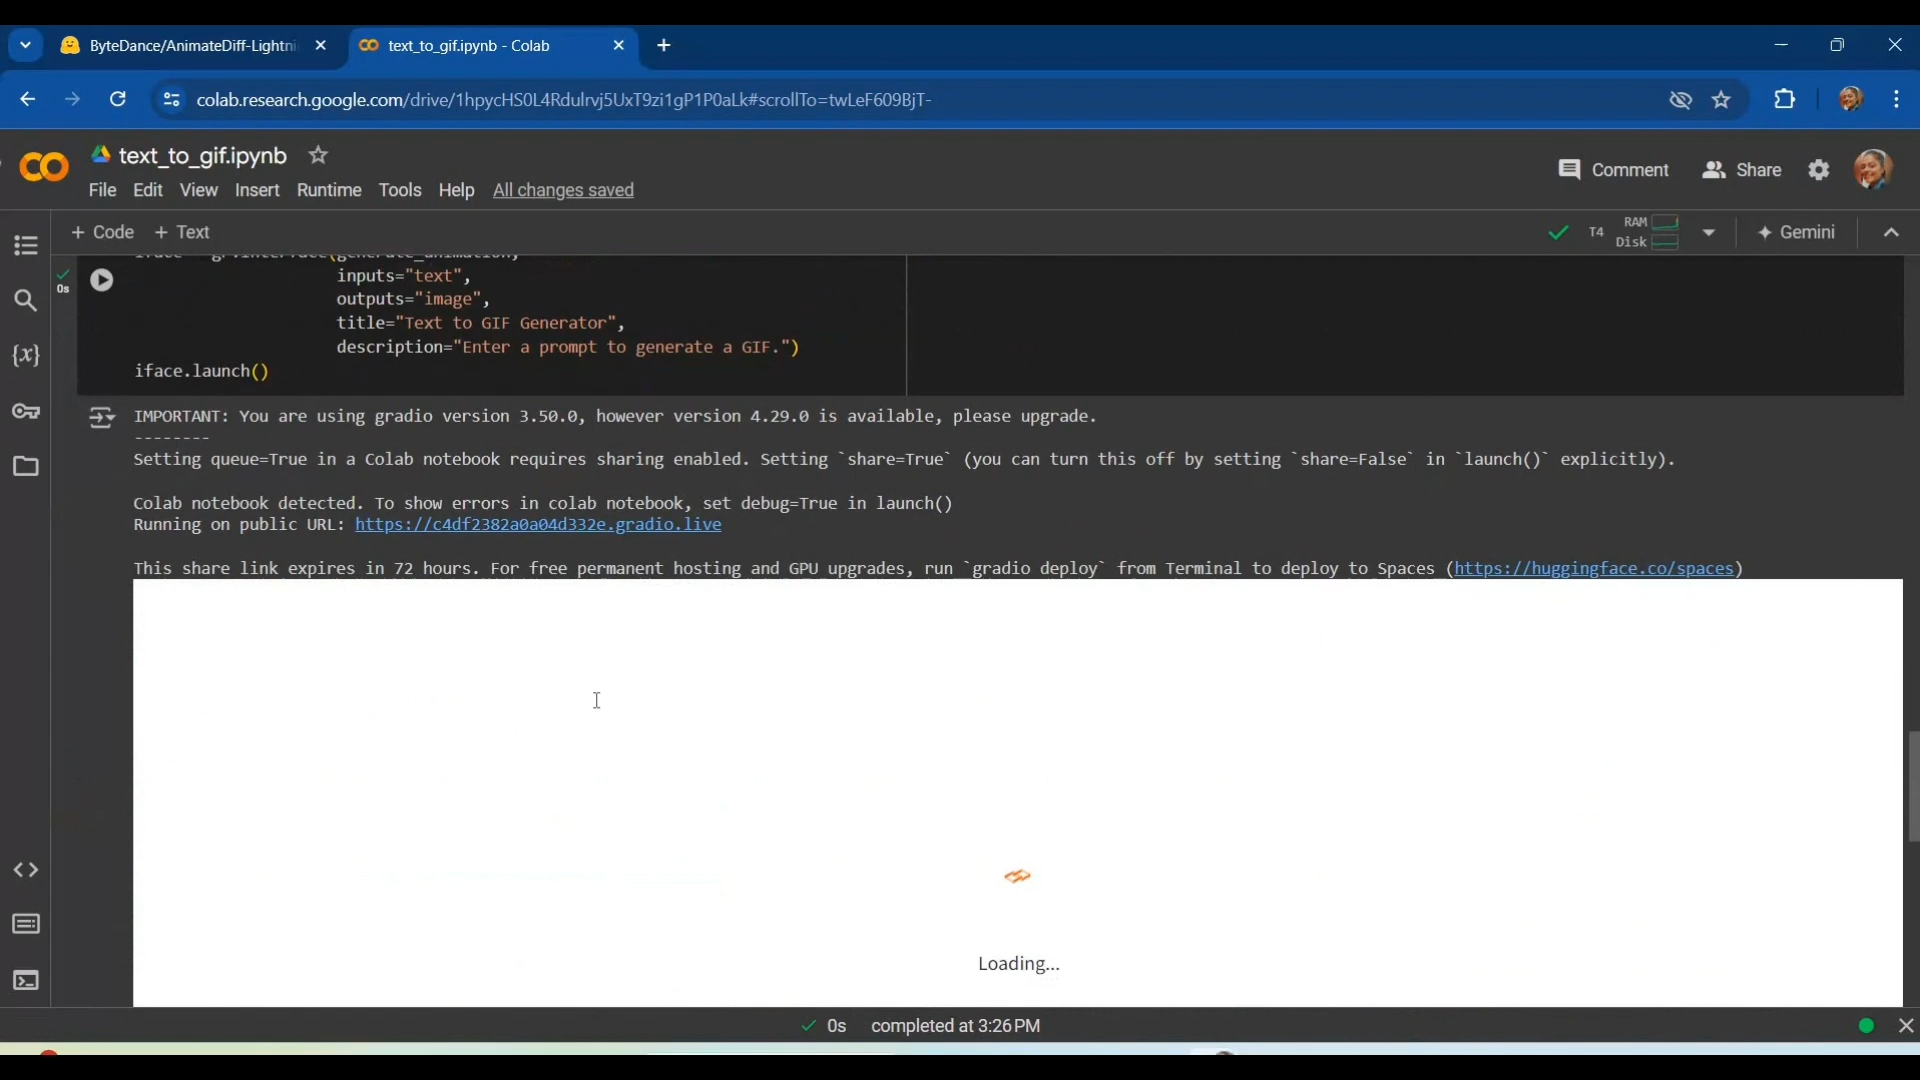 ByteDance/AnimateDiff-Lightni
text_to_gif.ipynb - Colab
colab.research.google.com/drive/1hpycHS0L4Rdulrvj5UxT9zi1gP1P0aLk#scrollTo=twLeF609BjT-
text_to_gif.ipynb
File Edit View Insert Runtime Tools Help All changes saved
Comment
Share
+ Code + Text
T4 RAM Disk
Gemini
iface = gr.Interface(generate_animation,
inputs="text",
outputs="image",
title="Text to GIF Generator",
description="Enter a prompt to generate a GIF.")
iface.launch()
0s
IMPORTANT: You are using gradio version 3.50.0, however version 4.29.0 is available, please upgrade.
--------
Setting queue=True in a Colab notebook requires sharing enabled. Setting `share=True` (you can turn this off by setting `share=False` in `launch()` explicitly).
Colab notebook detected. To show errors in colab notebook, set debug=True in launch()
Running on public URL: https://c4df2382a0a04d332e.gradio.live
This share link expires in 72 hours. For free permanent hosting and GPU upgrades, run `gradio deploy` from Terminal to deploy to Spaces (https://huggingface.co/spaces)
Loading...
0s completed at 3:26 PM